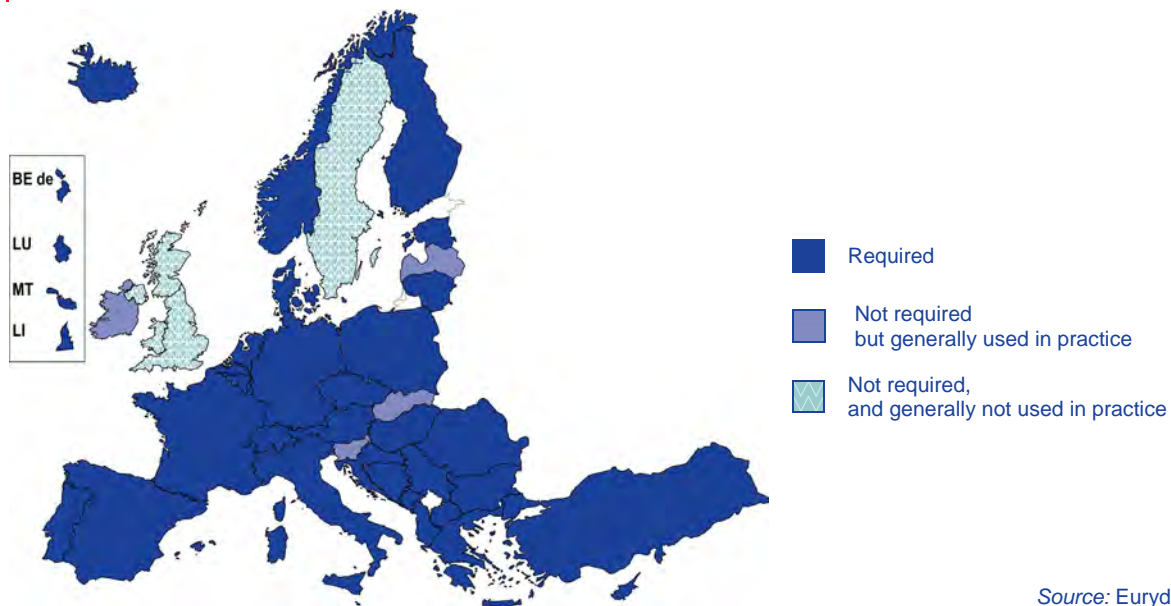 BE de
LU
MT
LI
Required
Not required
but generally used in practice
Not required,
and generally not used in practice
Source: Euryd